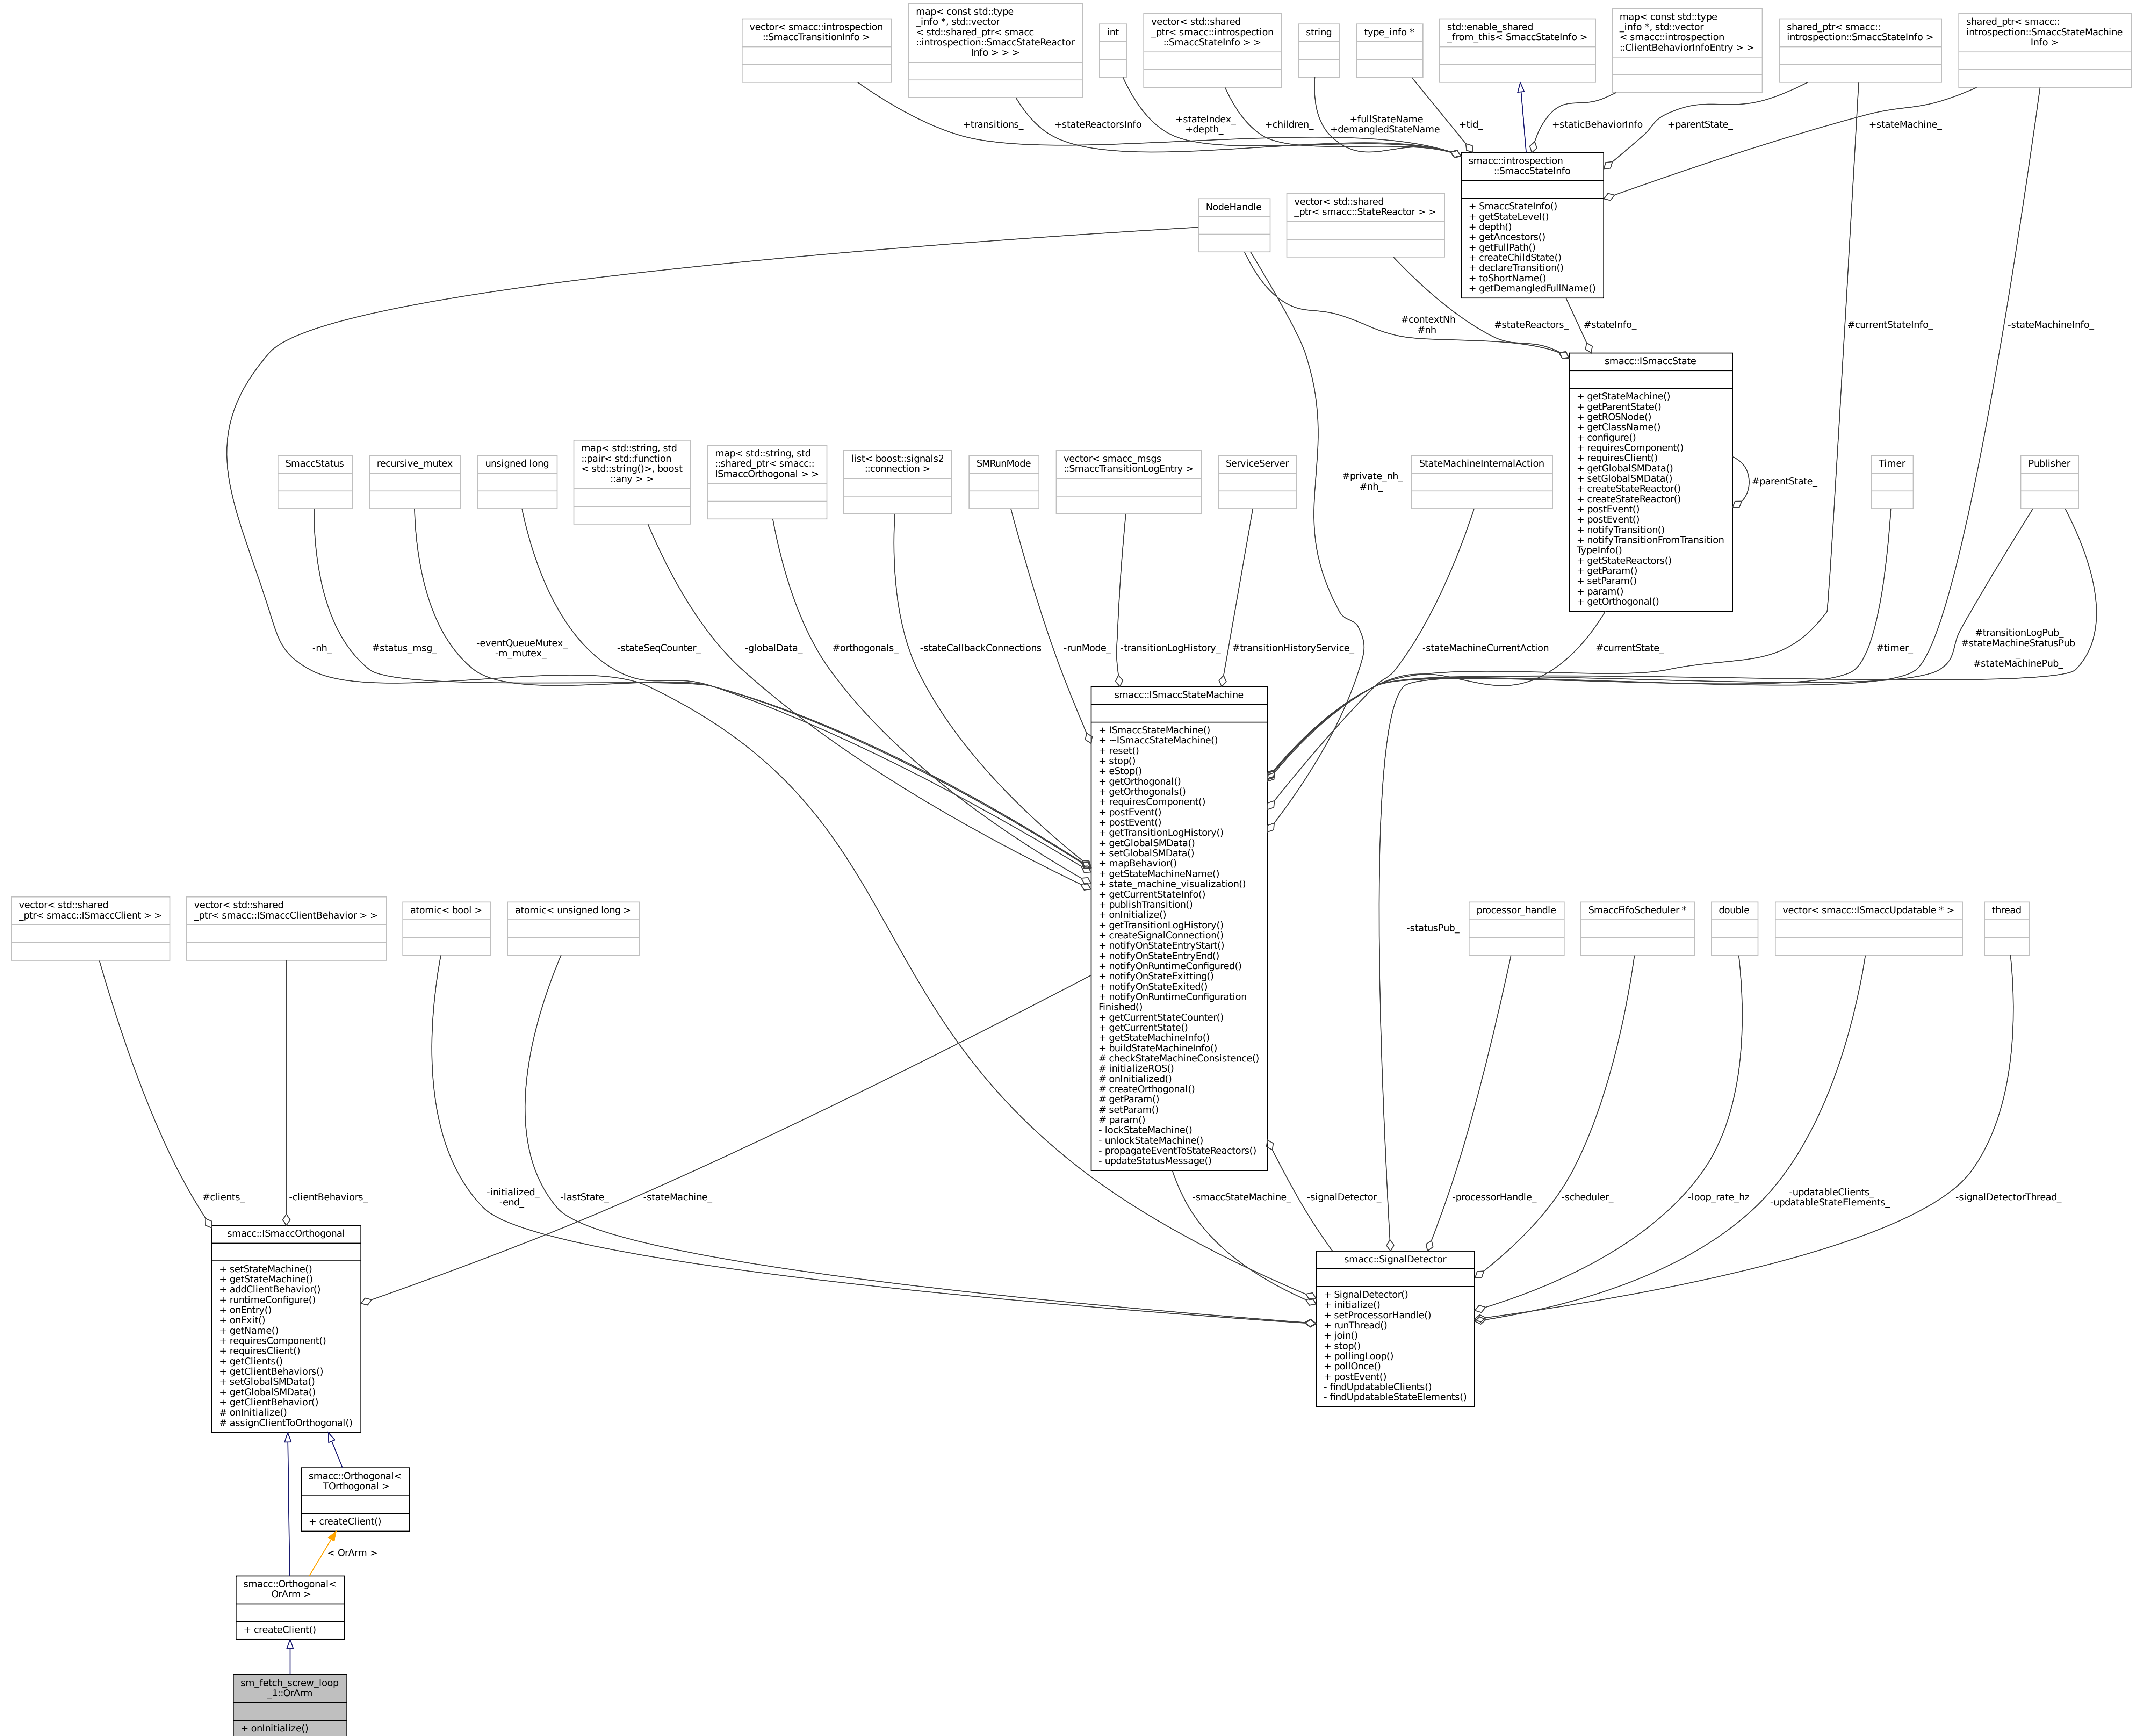 vector< smacc::introspection
::SmaccTransitionInfo >
map< const std::type
_info *, std::vector
< std::shared_ptr< smacc
::introspection::SmaccStateReactor
Info > > >
int
vector< std::shared
_ptr< smacc::introspection
::SmaccStateInfo > >
string
type_info *
std::enable_shared
_from_this< SmaccStateInfo >
map< const std::type
_info *, std::vector
< smacc::introspection
::ClientBehaviorInfoEntry > >
shared_ptr< smacc::
introspection::SmaccStateInfo >
shared_ptr< smacc::
introspection::SmaccStateMachine
Info >
+transitions_
+stateReactorsInfo
+stateIndex_
+depth_
+children_
+fullStateName
+demangledStateName
+tid_
+staticBehaviorInfo
+parentState_
+stateMachine_
smacc::introspection
::SmaccStateInfo
+ SmaccStateInfo()
+ getStateLevel()
+ depth()
+ getAncestors()
+ getFullPath()
+ createChildState()
+ declareTransition()
+ toShortName()
+ getDemangledFullName()
NodeHandle
vector< std::shared
_ptr< smacc::StateReactor > >
#contextNh
#nh
#stateReactors_
#stateInfo_
#currentStateInfo_
-stateMachineInfo_
smacc::ISmaccState
+ getStateMachine()
+ getParentState()
+ getROSNode()
+ getClassName()
+ configure()
+ requiresComponent()
+ requiresClient()
+ getGlobalSMData()
+ setGlobalSMData()
+ createStateReactor()
+ createStateReactor()
+ postEvent()
+ postEvent()
+ notifyTransition()
+ notifyTransitionFromTransition
TypeInfo()
+ getStateReactors()
+ getParam()
+ setParam()
+ param()
+ getOrthogonal()
#parentState_
SmaccStatus
recursive_mutex
unsigned long
map< std::string, std
::pair< std::function
< std::string()>, boost
::any > >
map< std::string, std
::shared_ptr< smacc::
ISmaccOrthogonal > >
list< boost::signals2
::connection >
SMRunMode
vector< smacc_msgs
::SmaccTransitionLogEntry >
ServiceServer
#private_nh_
#nh_
StateMachineInternalAction
Timer
Publisher
-nh_
#status_msg_
-eventQueueMutex_
-m_mutex_
-stateSeqCounter_
-globalData_
#orthogonals_
-stateCallbackConnections
-runMode_
-transitionLogHistory_
#transitionHistoryService_
-stateMachineCurrentAction
#currentState_
#timer_
#transitionLogPub_
#stateMachineStatusPub
_
#stateMachinePub_
smacc::ISmaccStateMachine
+ ISmaccStateMachine()
+ ~ISmaccStateMachine()
+ reset()
+ stop()
+ eStop()
+ getOrthogonal()
+ getOrthogonals()
+ requiresComponent()
+ postEvent()
+ postEvent()
+ getTransitionLogHistory()
+ getGlobalSMData()
+ setGlobalSMData()
+ mapBehavior()
+ getStateMachineName()
+ state_machine_visualization()
+ getCurrentStateInfo()
+ publishTransition()
+ onInitialize()
+ getTransitionLogHistory()
+ createSignalConnection()
+ notifyOnStateEntryStart()
+ notifyOnStateEntryEnd()
+ notifyOnRuntimeConfigured()
+ notifyOnStateExitting()
+ notifyOnStateExited()
+ notifyOnRuntimeConfiguration
Finished()
+ getCurrentStateCounter()
+ getCurrentState()
+ getStateMachineInfo()
+ buildStateMachineInfo()
# checkStateMachineConsistence()
# initializeROS()
# onInitialized()
# createOrthogonal()
# getParam()
# setParam()
# param()
- lockStateMachine()
- unlockStateMachine()
- propagateEventToStateReactors()
- updateStatusMessage()
vector< std::shared
_ptr< smacc::ISmaccClient > >
vector< std::shared
_ptr< smacc::ISmaccClientBehavior > >
atomic< bool >
atomic< unsigned long >
-statusPub_
processor_handle
SmaccFifoScheduler *
double
vector< smacc::ISmaccUpdatable * >
thread
#clients_
-clientBehaviors_
-initialized_
-end_
-lastState_
-stateMachine_
-smaccStateMachine_
-signalDetector_
-processorHandle_
-scheduler_
-loop_rate_hz
-updatableClients_
-updatableStateElements_
-signalDetectorThread_
smacc::ISmaccOrthogonal
+ setStateMachine()
+ getStateMachine()
+ addClientBehavior()
+ runtimeConfigure()
+ onEntry()
+ onExit()
+ getName()
+ requiresComponent()
+ requiresClient()
+ getClients()
+ getClientBehaviors()
+ setGlobalSMData()
+ getGlobalSMData()
+ getClientBehavior()
# onInitialize()
# assignClientToOrthogonal()
smacc::SignalDetector
+ SignalDetector()
+ initialize()
+ setProcessorHandle()
+ runThread()
+ join()
+ stop()
+ pollingLoop()
+ pollOnce()
+ postEvent()
- findUpdatableClients()
- findUpdatableStateElements()
smacc::Orthogonal<
TOrthogonal >
+ createClient()
< OrArm >
smacc::Orthogonal<
OrArm >
+ createClient()
sm_fetch_screw_loop
_1::OrArm
+ onInitialize()